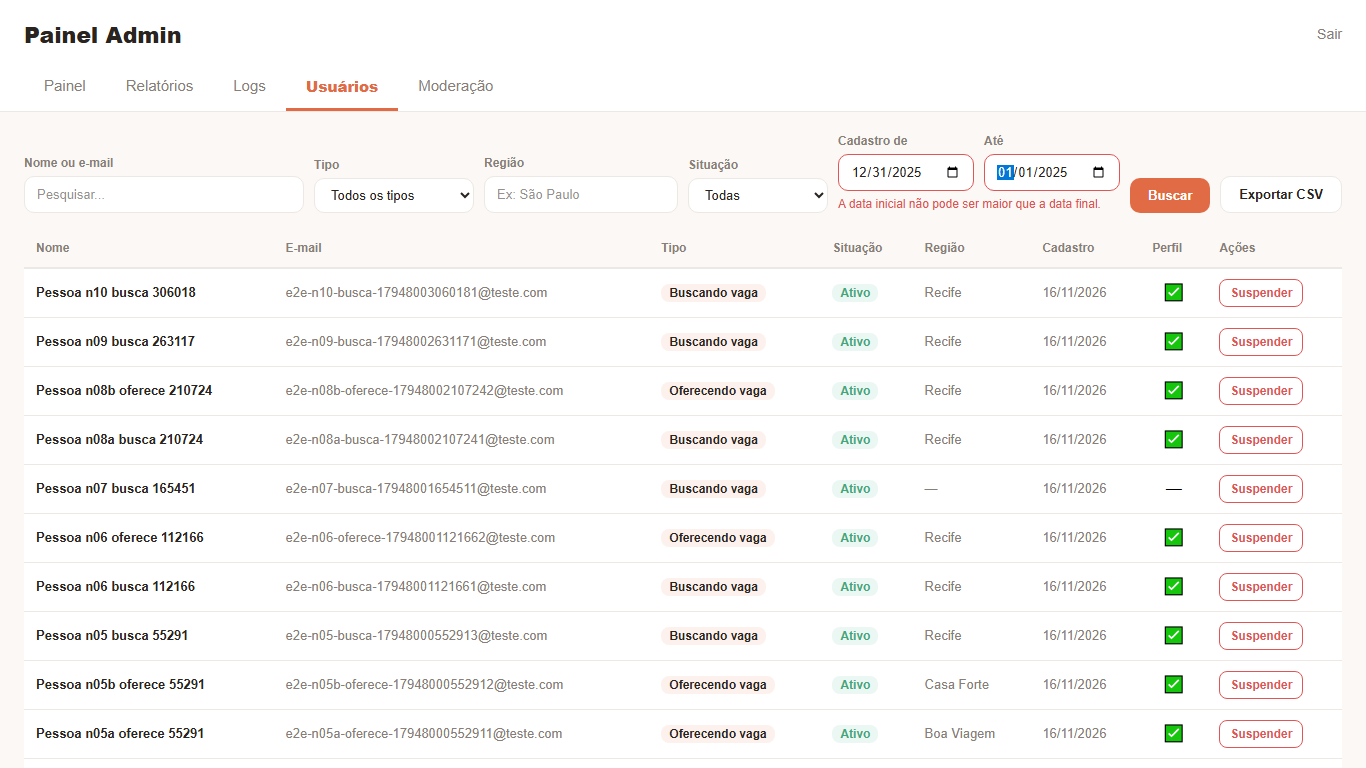 Painel Admin
Sair
Painel Relatórios Logs Usuários Moderação
Nome ou e-mail Tipo Região Situação Cadastro de Até
Pesquisar... Todos os tipos Ex: São Paulo Todas 12/31/2025 01/01/2025 Buscar Exportar CSV
A data inicial não pode ser maior que a data final.
Nome E-mail Tipo Situação Região Cadastro Perfil Ações
Pessoa n10 busca 306018 e2e-n10-busca-17948003060181@teste.com Buscando vaga Ativo Recife 16/11/2026 ✅ Suspender
Pessoa n09 busca 263117 e2e-n09-busca-17948002631171@teste.com Buscando vaga Ativo Recife 16/11/2026 ✅ Suspender
Pessoa n08b oferece 210724 e2e-n08b-oferece-17948002107242@teste.com Oferecendo vaga Ativo Recife 16/11/2026 ✅ Suspender
Pessoa n08a busca 210724 e2e-n08a-busca-17948002107241@teste.com Buscando vaga Ativo Recife 16/11/2026 ✅ Suspender
Pessoa n07 busca 165451 e2e-n07-busca-17948001654511@teste.com Buscando vaga Ativo — 16/11/2026 — Suspender
Pessoa n06 oferece 112166 e2e-n06-oferece-17948001121662@teste.com Oferecendo vaga Ativo Recife 16/11/2026 ✅ Suspender
Pessoa n06 busca 112166 e2e-n06-busca-17948001121661@teste.com Buscando vaga Ativo Recife 16/11/2026 ✅ Suspender
Pessoa n05 busca 55291 e2e-n05-busca-17948000552913@teste.com Buscando vaga Ativo Recife 16/11/2026 ✅ Suspender
Pessoa n05b oferece 55291 e2e-n05b-oferece-17948000552912@teste.com Oferecendo vaga Ativo Casa Forte 16/11/2026 ✅ Suspender
Pessoa n05a oferece 55291 e2e-n05a-oferece-17948000552911@teste.com Oferecendo vaga Ativo Boa Viagem 16/11/2026 ✅ Suspender